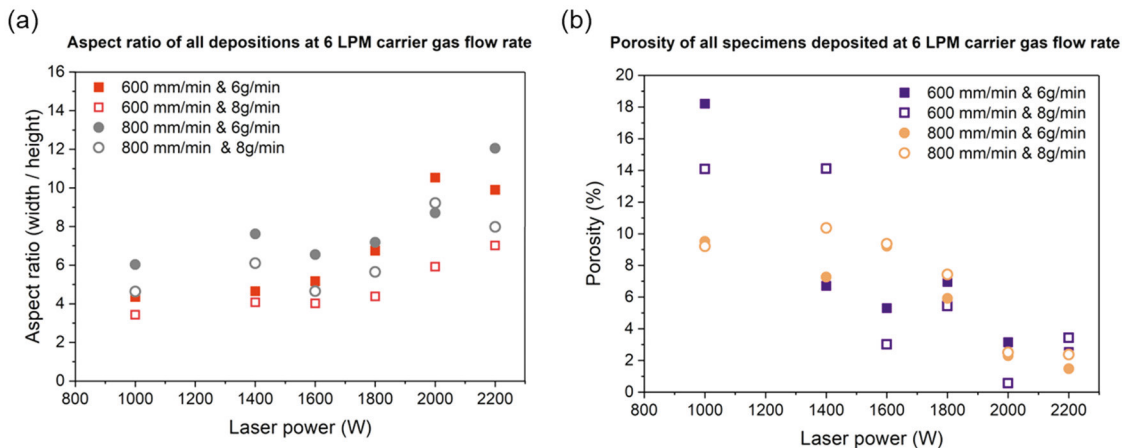 (a)
Aspect ratio of all depositions at 6 LPM carrier gas flow rate
16
14
12
10
8
6
4
2
0
Aspect ratio (width / height)
600 mm/min & 6g/min
600 mm/min & 8g/min
800 mm/min & 6g/min
800 mm/min & 8g/min
800 1000 1200 1400 1600 1800 2000 2200
Laser power (W)
(b)
Porosity of all specimens deposited at 6 LPM carrier gas flow rate
20
18
16
14
12
10
8
6
4
2
0
Porosity (%)
600 mm/min & 6g/min
600 mm/min & 8g/min
800 mm/min & 6g/min
800 mm/min & 8g/min
800 1000 1200 1400 1600 1800 2000 2200
Laser power (W)